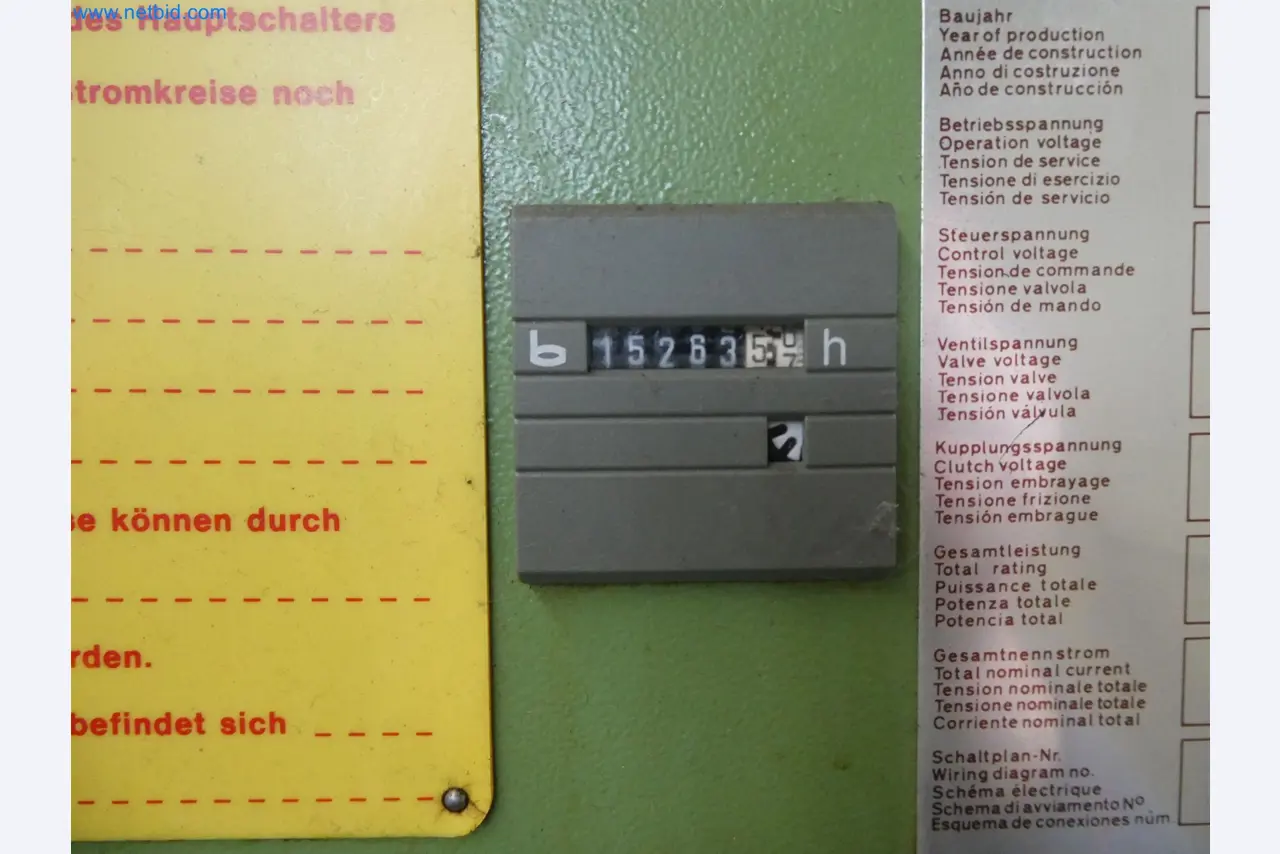 www.netbid.com
des Hauptschalters
Stromkreise noch
se können durch
rden.
befindet sich
b 152635 h
Baujahr
Year of production
Année de construction
Anno di costruzione
Año de construcción
Betriebsspannung
Operation voltage
Tension de service
Tensione di esercizio
Tensión de servicio
Steuerspannung
Control voltage
Tension de commande
Tensione valvola
Tensión de mando
Ventilspannung
Valve voltage
Tension valve
Tensione valvola
Tensión válvula
Kupplungsspannung
Clutch voltage
Tension embrayage
Tensione frizione
Tensión embrague
Gesamtleistung
Total rating
Puissance totale
Potenza totale
Potencia total
Gesamtnennstrom
Total nominal current
Tension nominale totale
Tensione nominale totale
Corriente nominal total
Schaltplan-Nr.
Wiring diagram no.
Schéma électrique
Schema di avviamento Nº
Esquema de conexiones núm